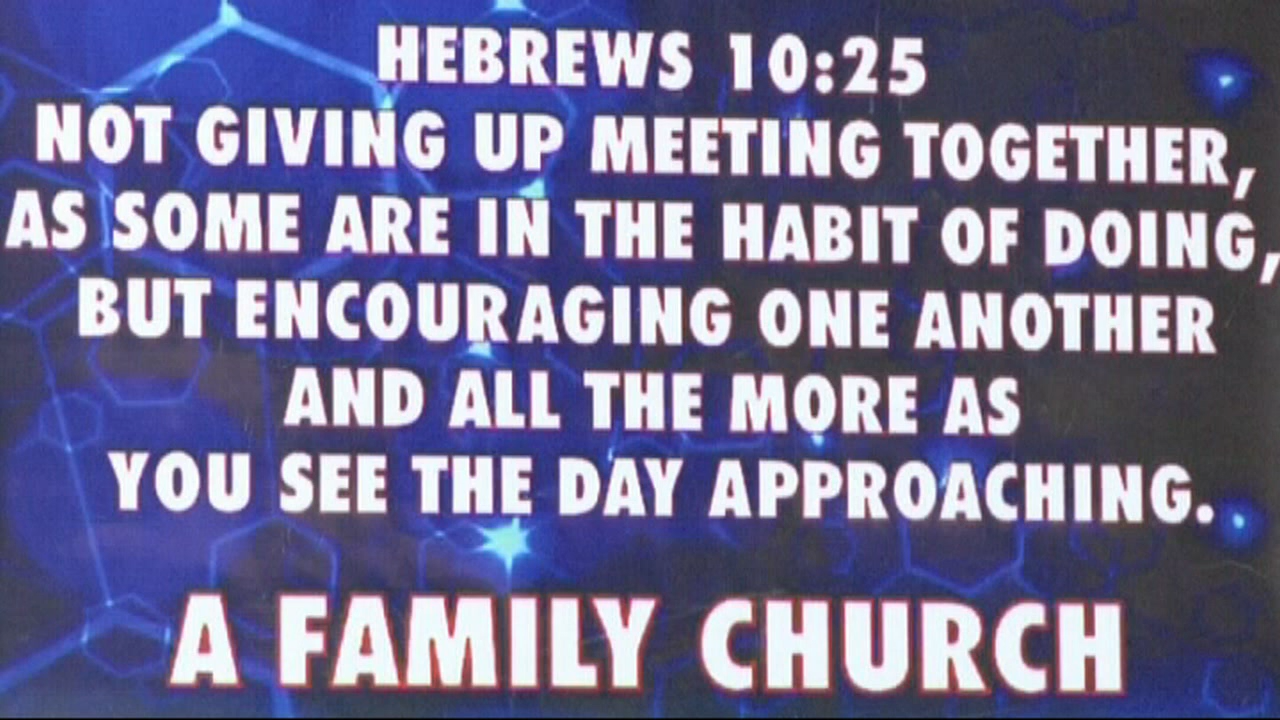 HEBREWS 10:25
NOT GIVING UP MEETING TOGETHER,
AS SOME ARE IN THE HABIT OF DOING,
BUT ENCOURAGING ONE ANOTHER
AND ALL THE MORE AS
YOU SEE THE DAY APPROACHING.
A FAMILY CHURCH